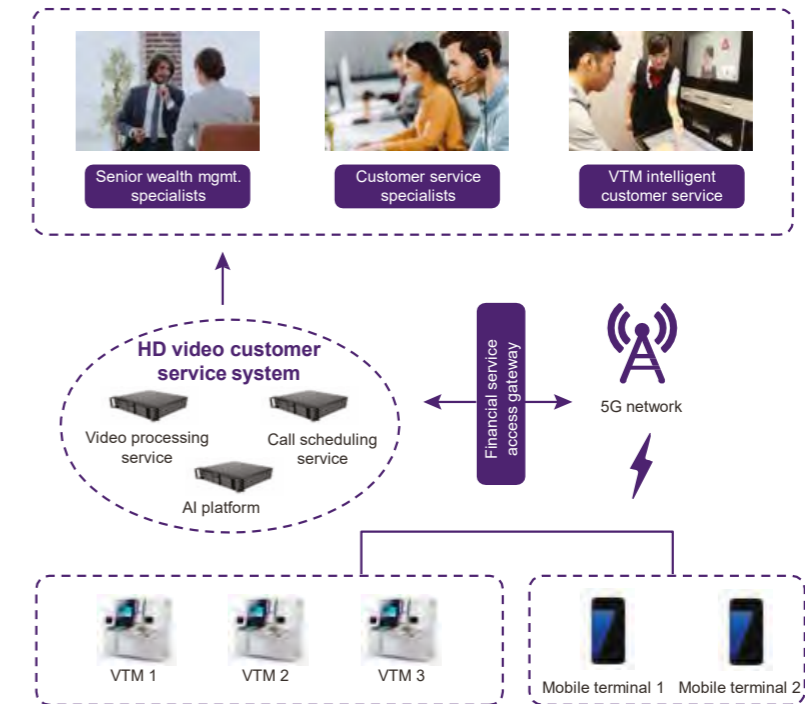 Senior wealth mgmt.
specialists
Customer service
specialists
VTM intelligent
customer service
HD video customer
service system
Video processing
service
Call scheduling
service
AI platform
Financial service
access gateway
5G network
VTM 1
VTM 2
VTM 3
Mobile terminal 1
Mobile terminal 2